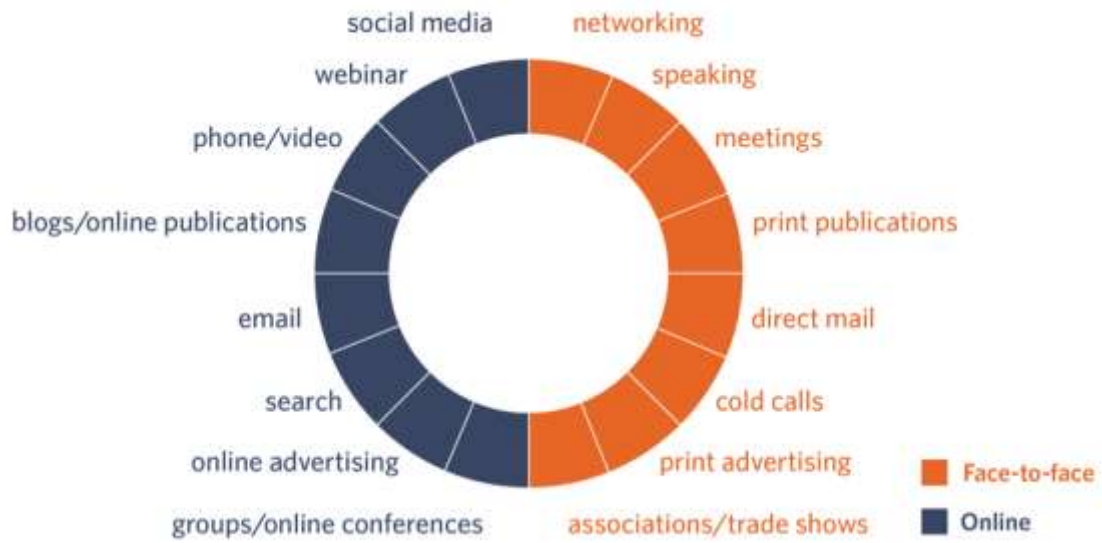 social media
networking
webinar
speaking
phone/video
meetings
blogs/online publications
print publications
email
direct mail
search
cold calls
online advertising
print advertising
groups/online conferences
associations/trade shows
Face-to-face
Online